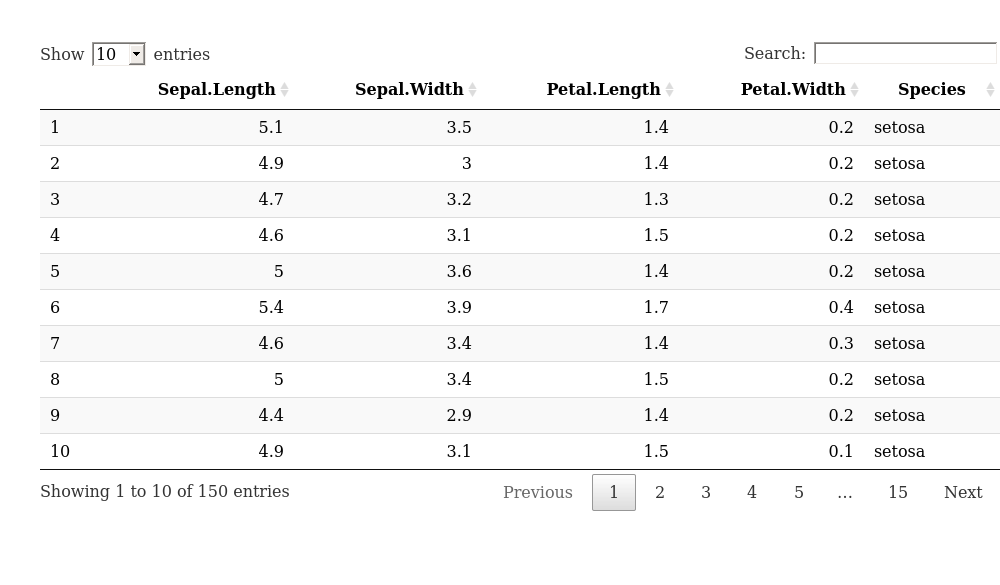 Show 10 entries Search:
Sepal.Length Sepal.Width Petal.Length Petal.Width Species
1 5.1 3.5 1.4 0.2 setosa
2 4.9 3 1.4 0.2 setosa
3 4.7 3.2 1.3 0.2 setosa
4 4.6 3.1 1.5 0.2 setosa
5 5 3.6 1.4 0.2 setosa
6 5.4 3.9 1.7 0.4 setosa
7 4.6 3.4 1.4 0.3 setosa
8 5 3.4 1.5 0.2 setosa
9 4.4 2.9 1.4 0.2 setosa
10 4.9 3.1 1.5 0.1 setosa
Showing 1 to 10 of 150 entries Previous 1 2 3 4 5 … 15 Next